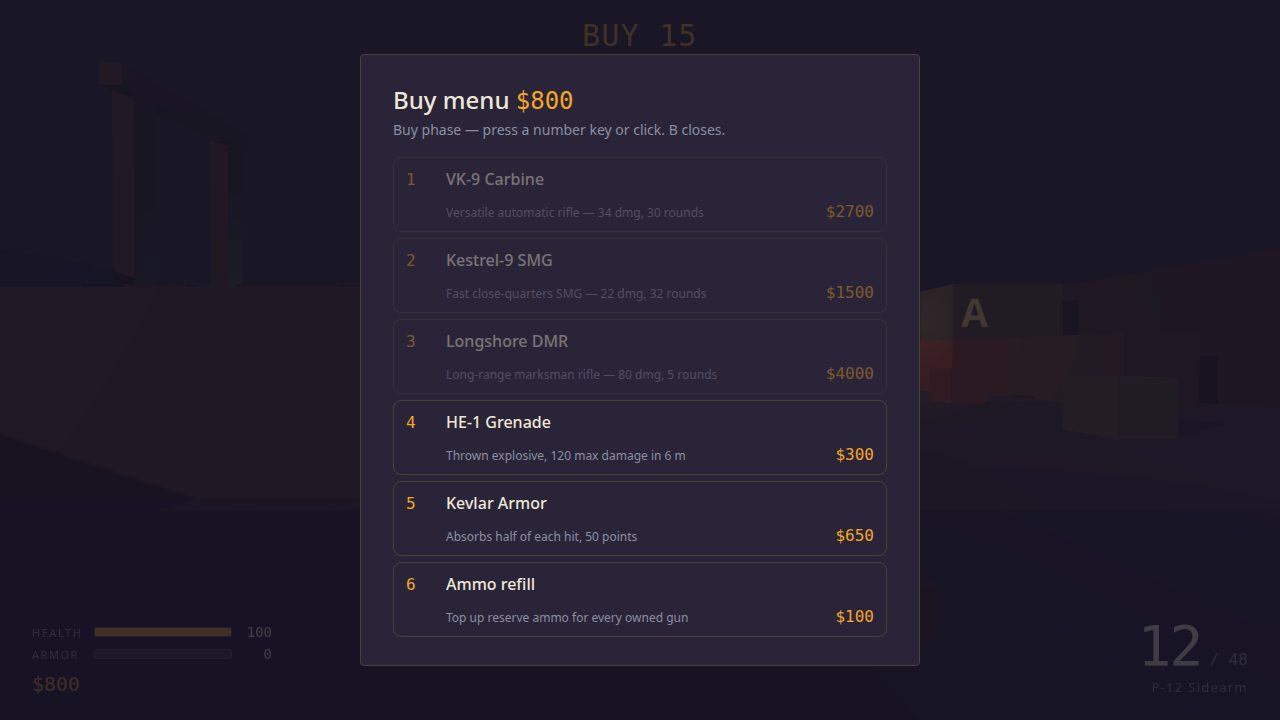 BUY 15
Buy menu $800
Buy phase — press a number key or click. B closes.
1 VK-9 Carbine
Versatile automatic rifle — 34 dmg, 30 rounds $2700
2 Kestrel-9 SMG
Fast close-quarters SMG — 22 dmg, 32 rounds $1500
3 Longshore DMR
Long-range marksman rifle — 80 dmg, 5 rounds $4000
4 HE-1 Grenade
Thrown explosive, 120 max damage in 6 m $300
5 Kevlar Armor
Absorbs half of each hit, 50 points $650
6 Ammo refill
Top up reserve ammo for every owned gun $100
A
HEALTH 100
ARMOR 0
$800
12 / 48
P-12 Sidearm